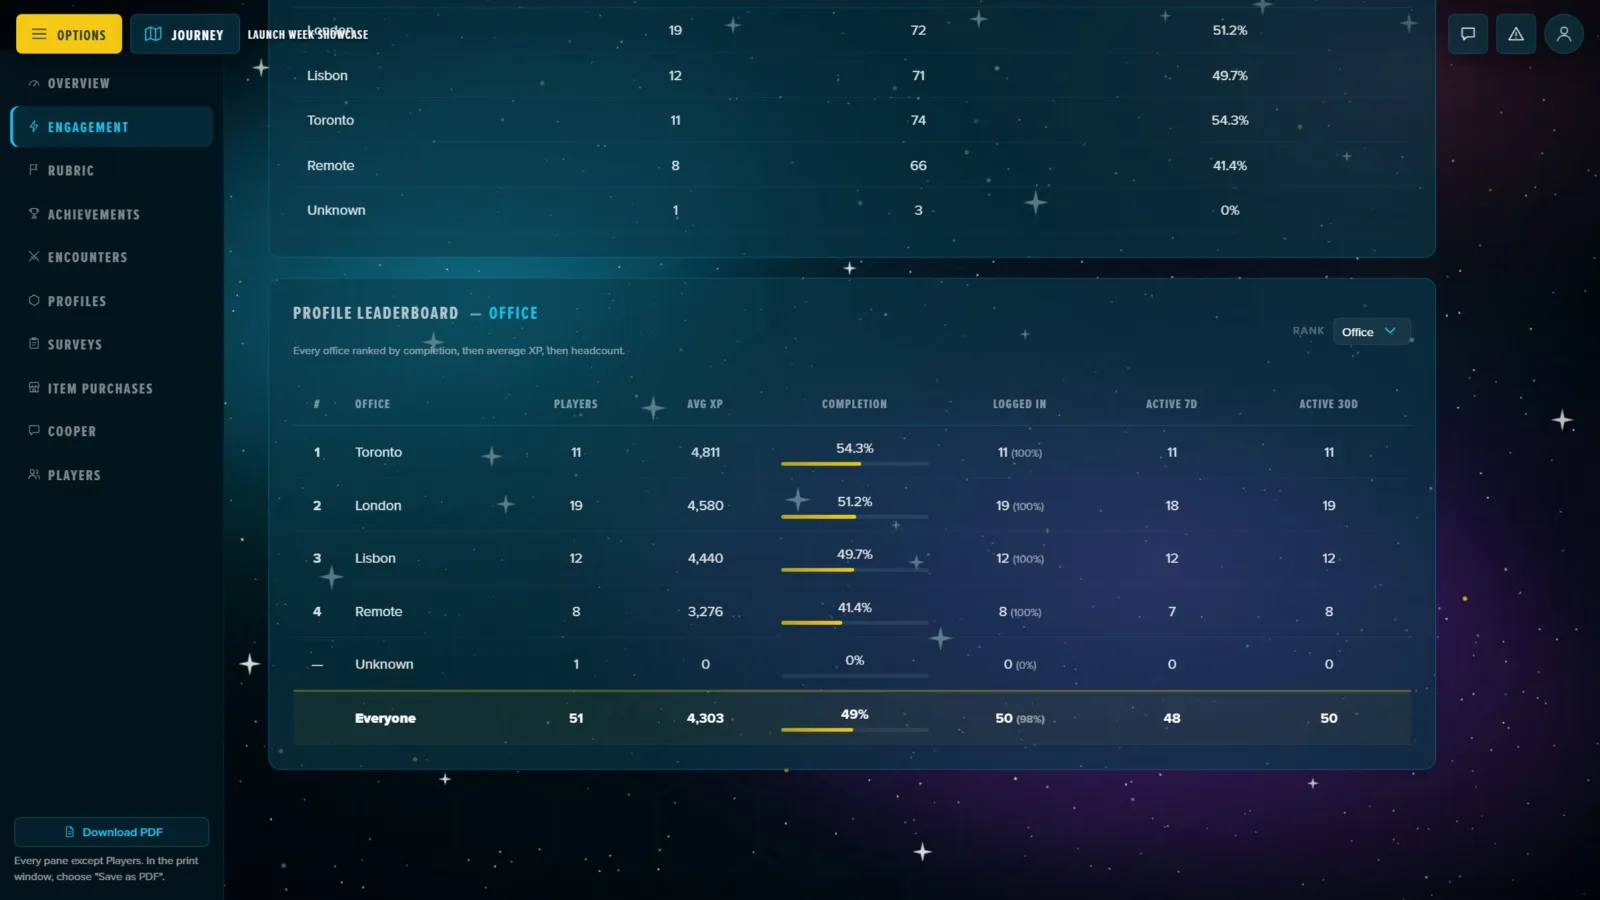 OPTIONS
JOURNEY
LAUNCH WEEK SHOWCASE
London 19 72 51.2%
OVERVIEW
Lisbon 12 71 49.7%
ENGAGEMENT
Toronto 11 74 54.3%
RUBRIC
Remote 8 66 41.4%
ACHIEVEMENTS
Unknown 1 3 0%
ENCOUNTERS
PROFILES
SURVEYS
ITEM PURCHASES
COOPER
PLAYERS
PROFILE LEADERBOARD — OFFICE
RANK Office
Every office ranked by completion, then average XP, then headcount.
# OFFICE PLAYERS AVG XP COMPLETION LOGGED IN ACTIVE 7D ACTIVE 30D
1 Toronto 11 4,811 54.3% 11 (100%) 11 11
2 London 19 4,580 51.2% 19 (100%) 18 19
3 Lisbon 12 4,440 49.7% 12 (100%) 12 12
4 Remote 8 3,276 41.4% 8 (100%) 7 8
— Unknown 1 0 0% 0 (0%) 0 0
Everyone 51 4,303 49% 50 (98%) 48 50
Download PDF
Every pane except Players. In the print
window, choose "Save as PDF".